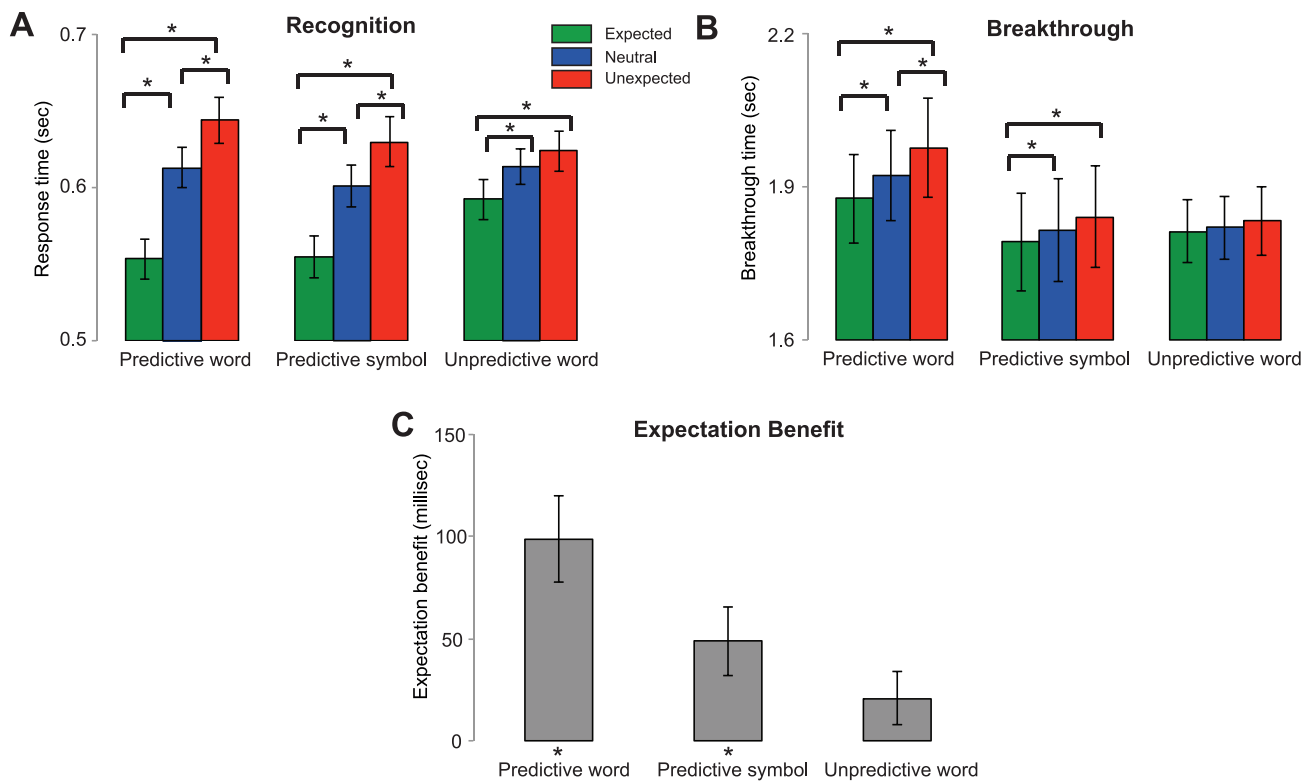 A
Recognition
Expected
Neutral
Unexpected
Response time (sec)
0.7
0.6
0.5
* * *
* * *
* *
Predictive word Predictive symbol Unpredictive word
B
Breakthrough
Breakthrough time (sec)
2.2
1.9
1.6
* * *
* *
Predictive word Predictive symbol Unpredictive word
C
Expectation Benefit
Expectation benefit (millisec)
150
100
50
0
* *
Predictive word Predictive symbol Unpredictive word